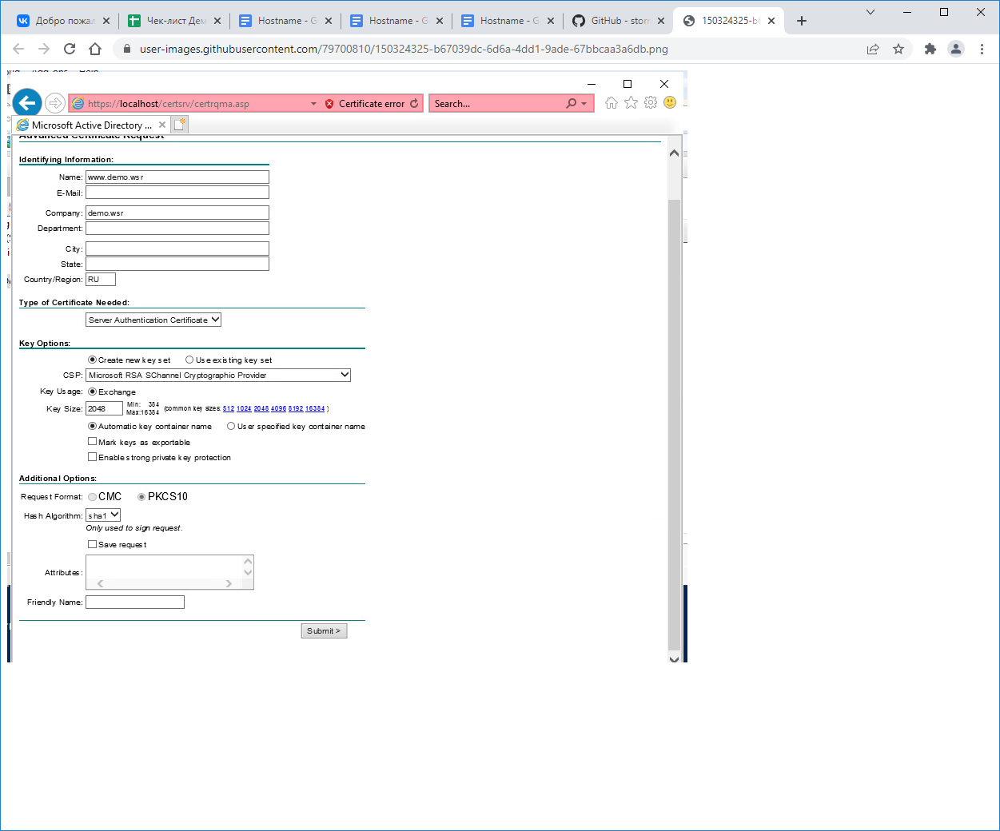 Добро пожал
Чек-лист Дем
Hostname - G
Hostname - G
Hostname - G
GitHub - storn
150324325-b6
user-images.githubusercontent.com/79700810/150324325-b67039dc-6d6a-4dd1-9ade-67bbcaa3a6db.png
https://localhost/certsrv/certrqma.asp
Certificate error
Search...
Microsoft Active Directory ...
Advanced Certificate Request
Identifying Information:
Name: www.demo.wsr
E-Mail:
Company: demo.wsr
Department:
City:
State:
Country/Region: RU
Type of Certificate Needed:
Server Authentication Certificate
Key Options:
Create new key set Use existing key set
CSP: Microsoft RSA SChannel Cryptographic Provider
Key Usage: Exchange
Key Size: 2048 Min: 384 Max:16384 (common key sizes: 512 1024 2048 4096 8192 16384 )
Automatic key container name User specified key container name
Mark keys as exportable
Enable strong private key protection
Additional Options:
Request Format: CMC PKCS10
Hash Algorithm: sha1
Only used to sign request.
Save request
Attributes:
Friendly Name:
Submit >